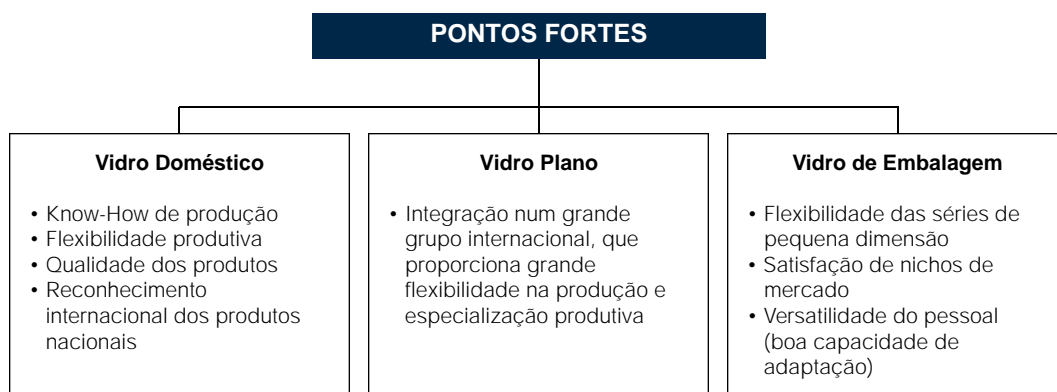 PONTOS FORTES
Vidro Doméstico
• Know-How de produção
• Flexibilidade produtiva
• Qualidade dos produtos
• Reconhecimento
internacional dos produtos
nacionais
Vidro Plano
• Integração num grande
grupo internacional, que
proporciona grande
flexibilidade na produção e
especialização produtiva
Vidro de Embalagem
• Flexibilidade das séries de
pequena dimensão
• Satisfação de nichos de
mercado
• Versatilidade do pessoal
(boa capacidade de
adaptação)